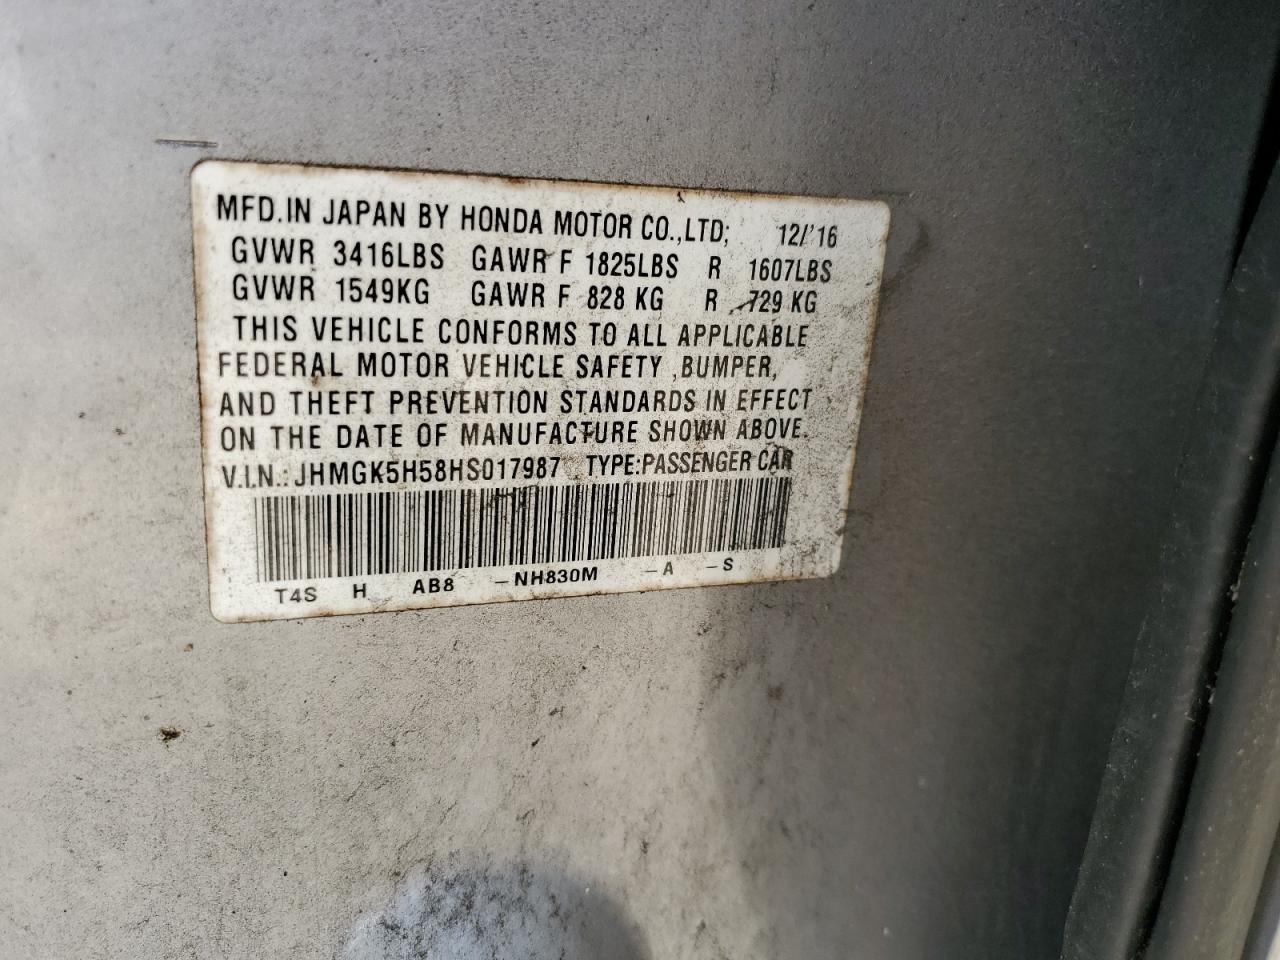 MFD.IN JAPAN BY HONDA MOTOR CO.,LTD; 12/'16
GVWR 3416LBS GAWR F 1825LBS R 1607LBS
GVWR 1549KG GAWR F 828 KG R 729 KG
THIS VEHICLE CONFORMS TO ALL APPLICABLE
FEDERAL MOTOR VEHICLE SAFETY ,BUMPER,
AND THEFT PREVENTION STANDARDS IN EFFECT
ON THE DATE OF MANUFACTURE SHOWN ABOVE.
V.I.N.: JHMGK5H58HS017987 TYPE:PASSENGER CAR
T4S H AB8 -NH830M -A -S